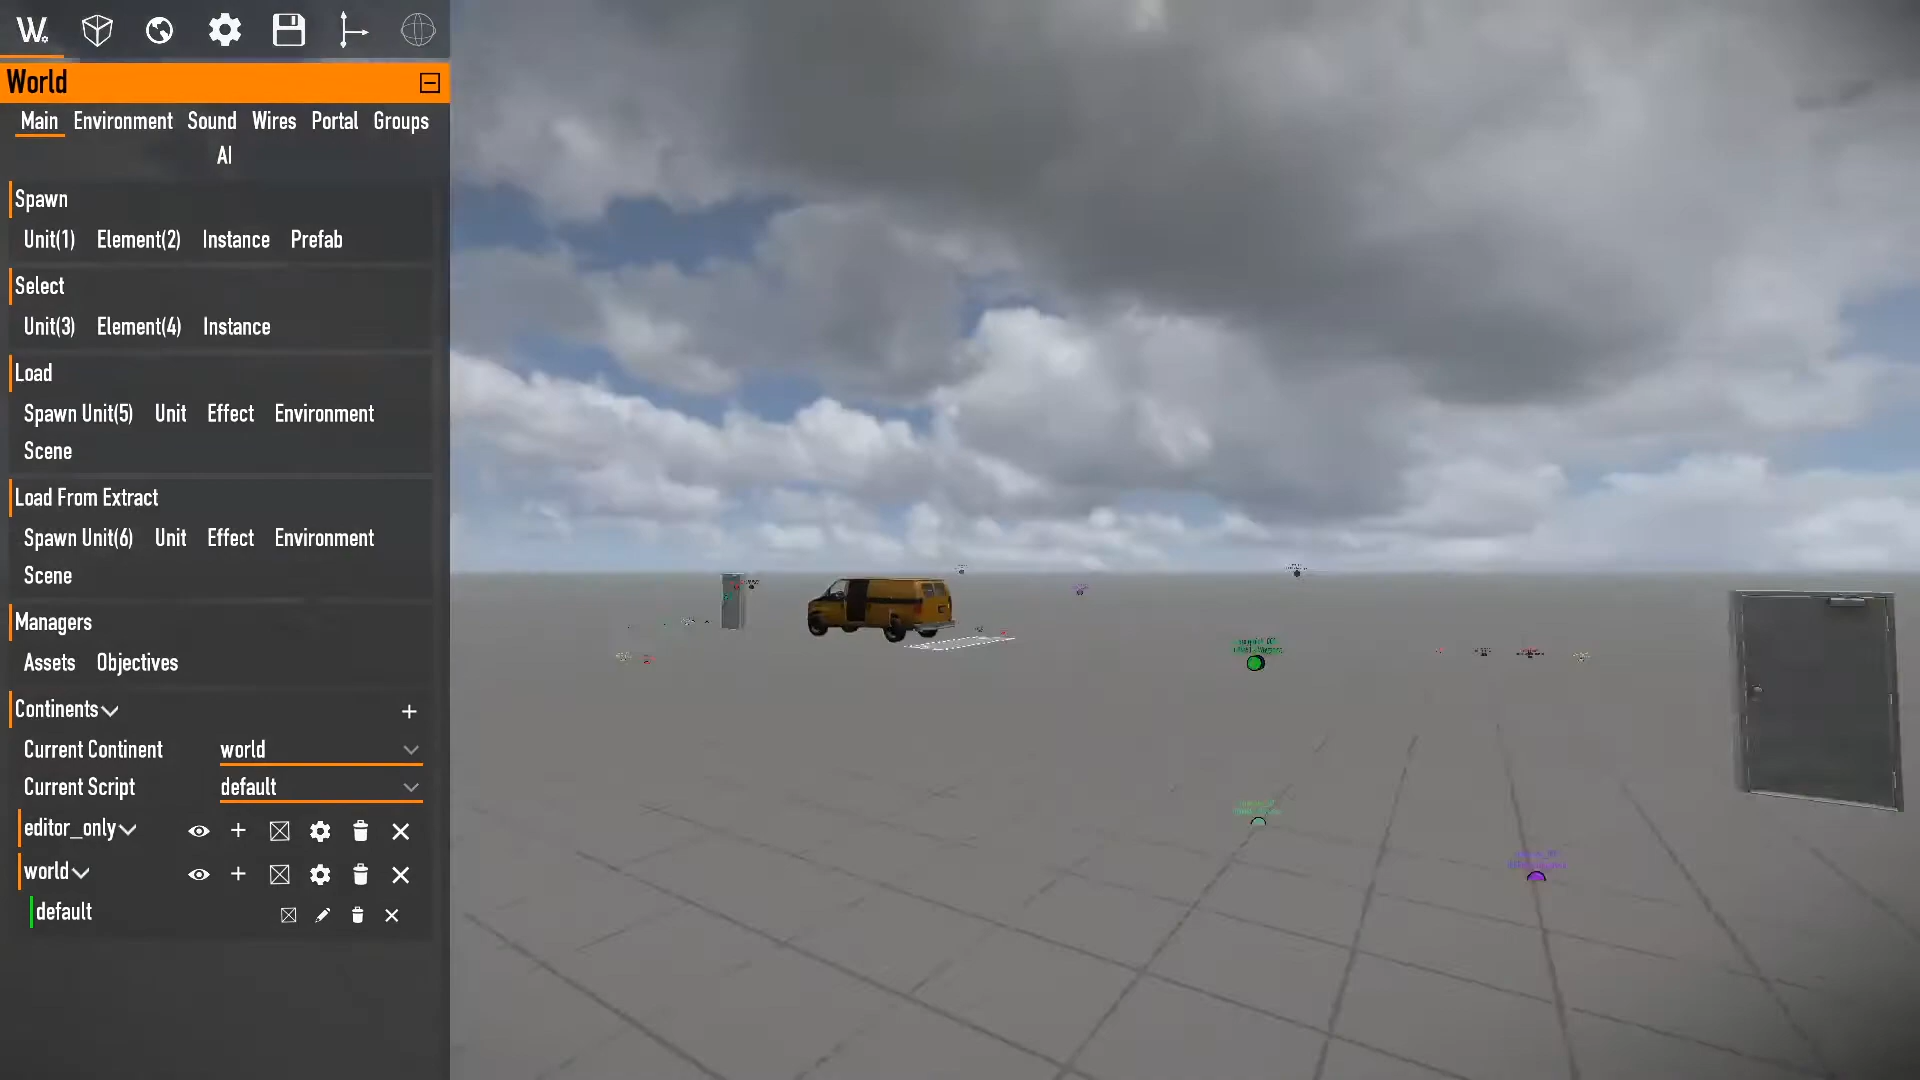 W.
World
Main Environment Sound Wires Portal Groups
AI
Spawn
Unit(1) Element(2) Instance Prefab
Select
Unit(3) Element(4) Instance
Load
Spawn Unit(5) Unit Effect Environment
Scene
Load From Extract
Spawn Unit(6) Unit Effect Environment
Scene
Managers
Assets Objectives
Continents
Current Continent world
Current Script default
editor_only
world
default